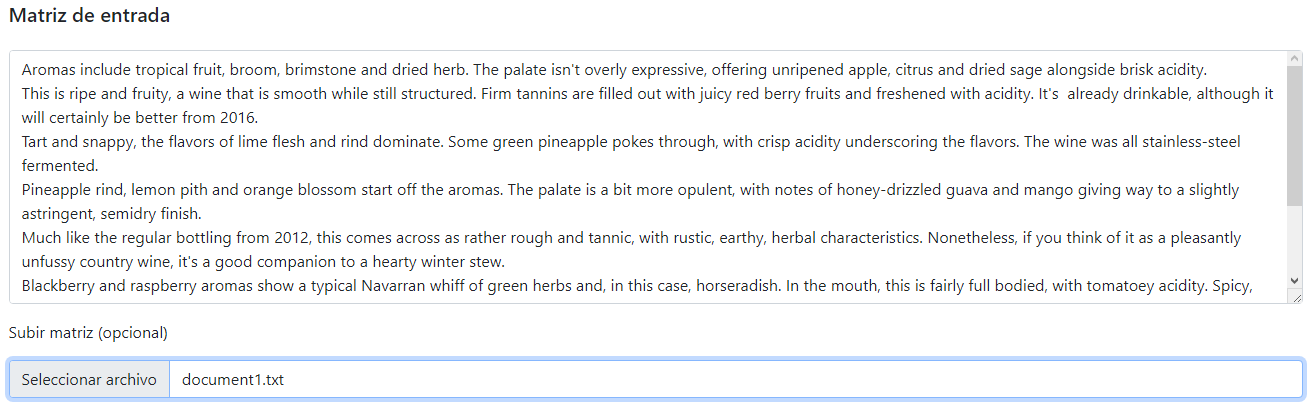 Matriz de entrada
Aromas include tropical fruit, broom, brimstone and dried herb. The palate isn't overly expressive, offering unripened apple, citrus and dried sage alongside brisk acidity.
This is ripe and fruity, a wine that is smooth while still structured. Firm tannins are filled out with juicy red berry fruits and freshened with acidity. It's  already drinkable, although it
will certainly be better from 2016.
Tart and snappy, the flavors of lime flesh and rind dominate. Some green pineapple pokes through, with crisp acidity underscoring the flavors. The wine was all stainless-steel
fermented.
Pineapple rind, lemon pith and orange blossom start off the aromas. The palate is a bit more opulent, with notes of honey-drizzled guava and mango giving way to a slightly
astringent, semidry finish.
Much like the regular bottling from 2012, this comes across as rather rough and tannic, with rustic, earthy, herbal characteristics. Nonetheless, if you think of it as a pleasantly
unfussy country wine, it's a good companion to a hearty winter stew.
Blackberry and raspberry aromas show a typical Navarran whiff of green herbs and, in this case, horseradish. In the mouth, this is fairly full bodied, with tomatoey acidity. Spicy,
Subir matriz (opcional)
Seleccionar archivo document1.txt